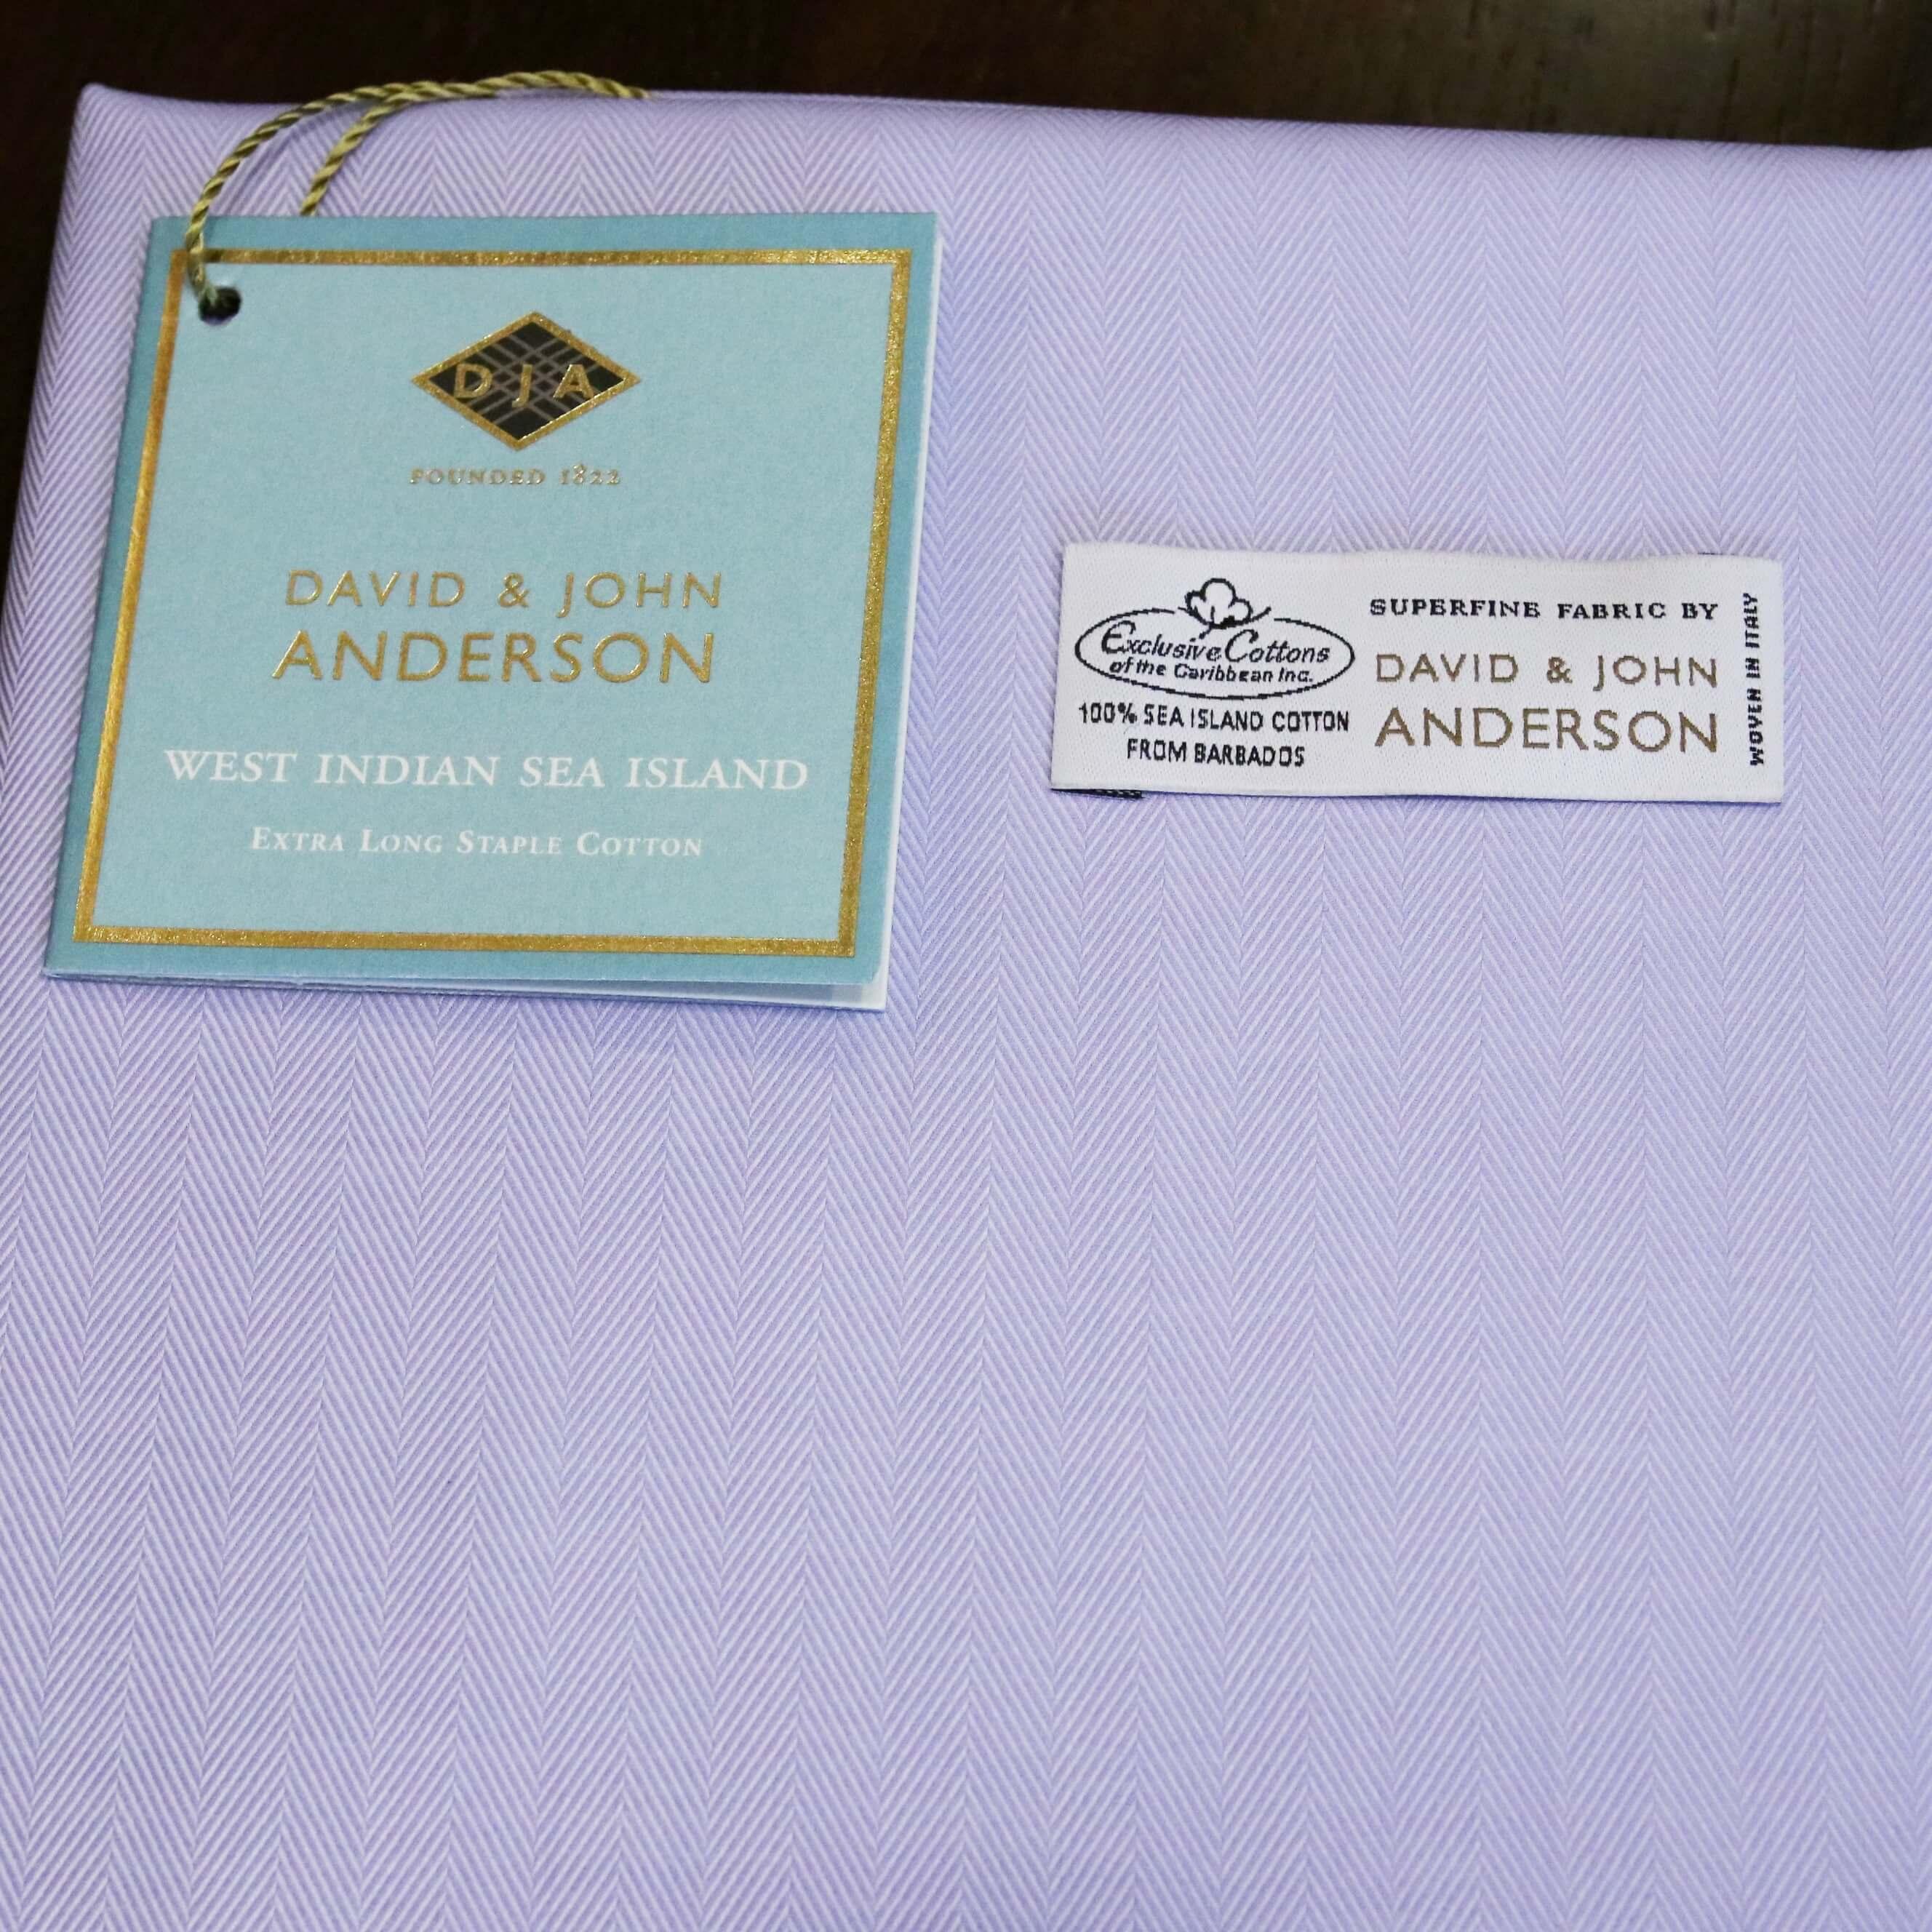 D J A
FOUNDED 1822
DAVID & JOHN
ANDERSON
WEST INDIAN SEA ISLAND
EXTRA LONG STAPLE COTTON
Exclusive Cottons
of the Caribbean Inc.
100% SEA ISLAND COTTON
FROM BARBADOS
SUPERFINE FABRIC BY
DAVID & JOHN
ANDERSON
WOVEN IN ITALY